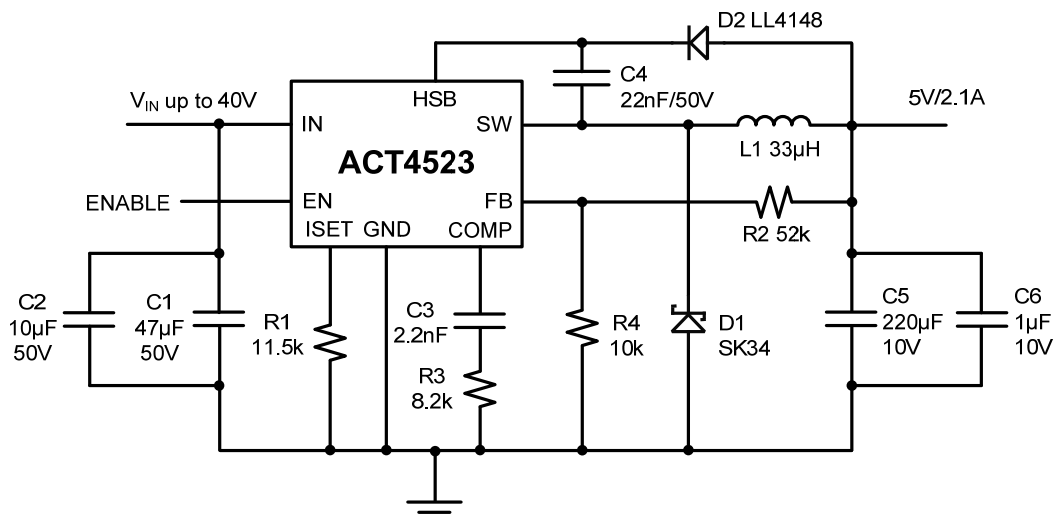 D2 LL4148
C4
22nF/50V
V_IN up to 40V
5V/2.1A
HSB
IN
SW
L1 33µH
ACT4523
ENABLE
EN
FB
R2 52k
ISET GND COMP
C2
10µF
50V
C1
47µF
50V
R1
11.5k
C3
2.2nF
R3
8.2k
R4
10k
D1
SK34
C5
220µF
10V
C6
1µF
10V